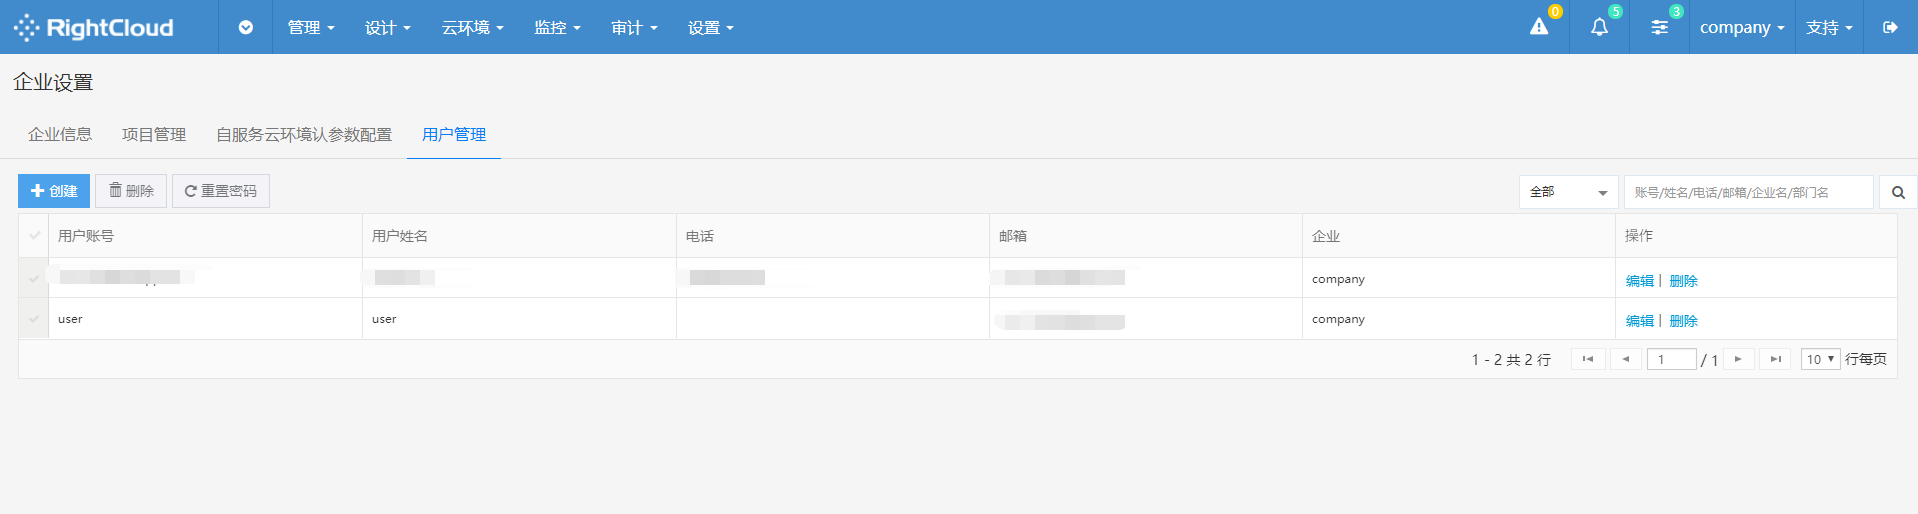 RightCloud 管理 设计 云环境 监控 审计 设置 0 5 3 company 支持
企业设置
企业信息 项目管理 自服务云环境认参数配置 用户管理
创建 删除 重置密码 全部 账号/姓名/电话/邮箱/企业名/部门名
用户账号 用户姓名 电话 邮箱 企业 操作
company 编辑 | 删除
user user company 编辑 | 删除
1 - 2 共 2 行 1 / 1 10 行每页